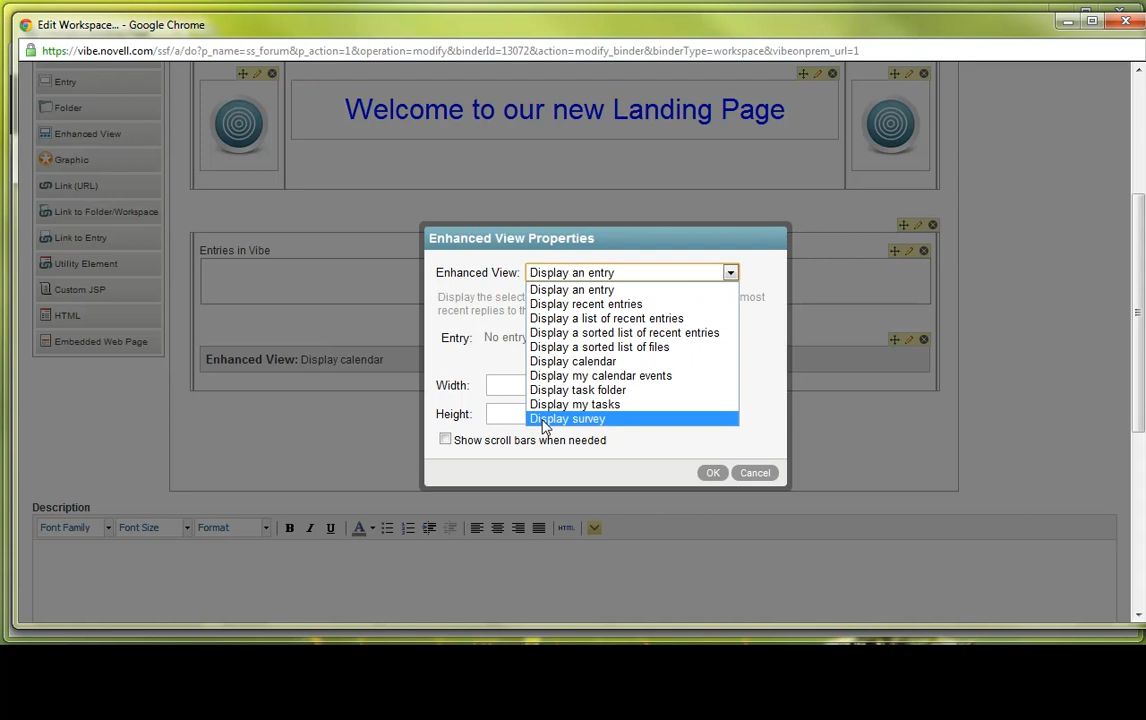 Edit Workspace... - Google Chrome
https://vibe.novell.com/ssf/a/do?p_name=ss_forum&p_action=1&operation=modify&binderId=13072&action=modify_binder&binderType=workspace&vibeonprem_url=1
Entry
Folder
Enhanced View
Graphic
Link (URL)
Link to Folder/Workspace
Link to Entry
Utility Element
Custom JSP
HTML
Embedded Web Page
Welcome to our new Landing Page
Entries in Vibe
Enhanced View: Display calendar
Enhanced View Properties
Enhanced View: Display an entry
Display an entry
Display recent entries
Display a list of recent entries
Display a sorted list of recent entries
Display a sorted list of files
Display calendar
Display my calendar events
Display task folder
Display my tasks
Display survey
Display the selec most
recent replies to th
Entry: No entry
Width:
Height:
Show scroll bars when needed
OK Cancel
Description
Font Family Font Size Format B I U A HTML